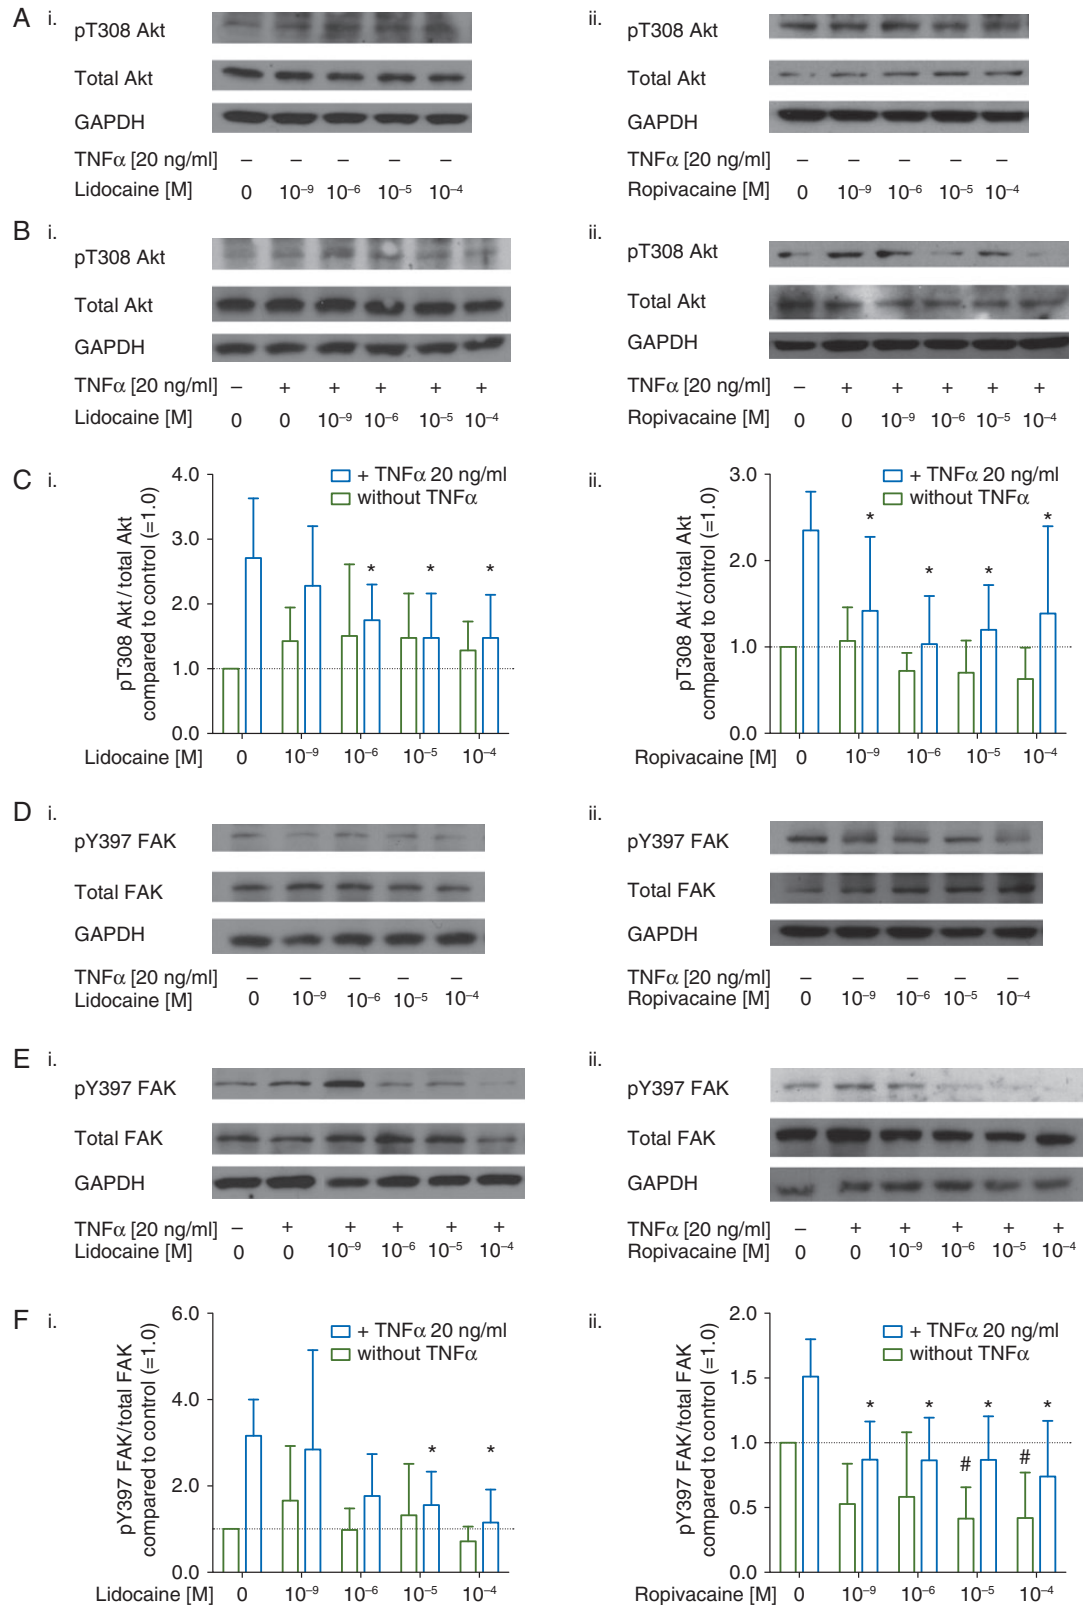 A i. ii.
pT308 Akt pT308 Akt
Total Akt Total Akt
GAPDH GAPDH
TNFα [20 ng/ml] – – – – – TNFα [20 ng/ml] – – – – –
Lidocaine [M] 0 10⁻⁹ 10⁻⁶ 10⁻⁵ 10⁻⁴ Ropivacaine [M] 0 10⁻⁹ 10⁻⁶ 10⁻⁵ 10⁻⁴
B i. ii.
pT308 Akt pT308 Akt
Total Akt Total Akt
GAPDH GAPDH
TNFα [20 ng/ml] – + + + + + TNFα [20 ng/ml] – + + + + +
Lidocaine [M] 0 0 10⁻⁹ 10⁻⁶ 10⁻⁵ 10⁻⁴ Ropivacaine [M] 0 0 10⁻⁹ 10⁻⁶ 10⁻⁵ 10⁻⁴
C i.
pT308 Akt/total Akt
compared to control (=1.0)
4.0
3.0
2.0
1.0
0.0
+ TNFα 20 ng/ml
without TNFα
* * *
Lidocaine [M] 0 10⁻⁹ 10⁻⁶ 10⁻⁵ 10⁻⁴
ii.
pT308 Akt/total Akt
compared to control (=1.0)
3.0
2.0
1.0
0.0
+ TNFα 20 ng/ml
without TNFα
* * * *
Ropivacaine [M] 0 10⁻⁹ 10⁻⁶ 10⁻⁵ 10⁻⁴
D i. ii.
pY397 FAK pY397 FAK
Total FAK Total FAK
GAPDH GAPDH
TNFα [20 ng/ml] – – – – – TNFα [20 ng/ml] – – – – –
Lidocaine [M] 0 10⁻⁹ 10⁻⁶ 10⁻⁵ 10⁻⁴ Ropivacaine [M] 0 10⁻⁹ 10⁻⁶ 10⁻⁵ 10⁻⁴
E i. ii.
pY397 FAK pY397 FAK
Total FAK Total FAK
GAPDH GAPDH
TNFα [20 ng/ml] – + + + + + TNFα [20 ng/ml] – + + + + +
Lidocaine [M] 0 0 10⁻⁹ 10⁻⁶ 10⁻⁵ 10⁻⁴ Ropivacaine [M] 0 0 10⁻⁹ 10⁻⁶ 10⁻⁵ 10⁻⁴
F i.
pY397 FAK/total FAK
compared to control (=1.0)
6.0
4.0
2.0
0.0
+ TNFα 20 ng/ml
without TNFα
* *
Lidocaine [M] 0 10⁻⁹ 10⁻⁶ 10⁻⁵ 10⁻⁴
ii.
pY397 FAK/total FAK
compared to control (=1.0)
2.0
1.5
1.0
0.5
0.0
+ TNFα 20 ng/ml
without TNFα
* * * *
# #
Ropivacaine [M] 0 10⁻⁹ 10⁻⁶ 10⁻⁵ 10⁻⁴